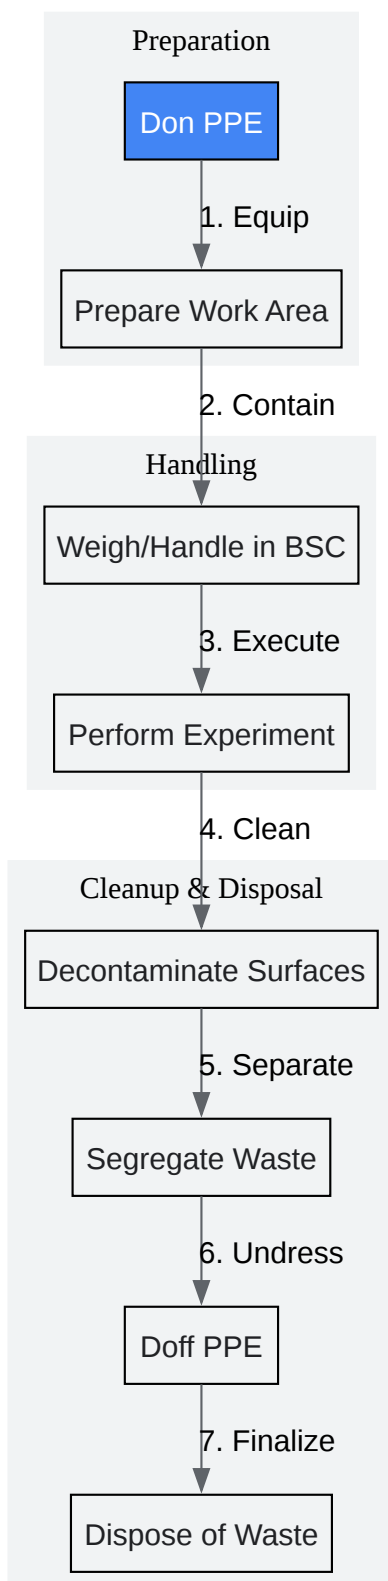 Preparation
Don PPE
1. Equip
Prepare Work Area
2. Contain
Handling
Weigh/Handle in BSC
3. Execute
Perform Experiment
4. Clean
Cleanup & Disposal
Decontaminate Surfaces
5. Separate
Segregate Waste
6. Undress
Doff PPE
7. Finalize
Dispose of Waste